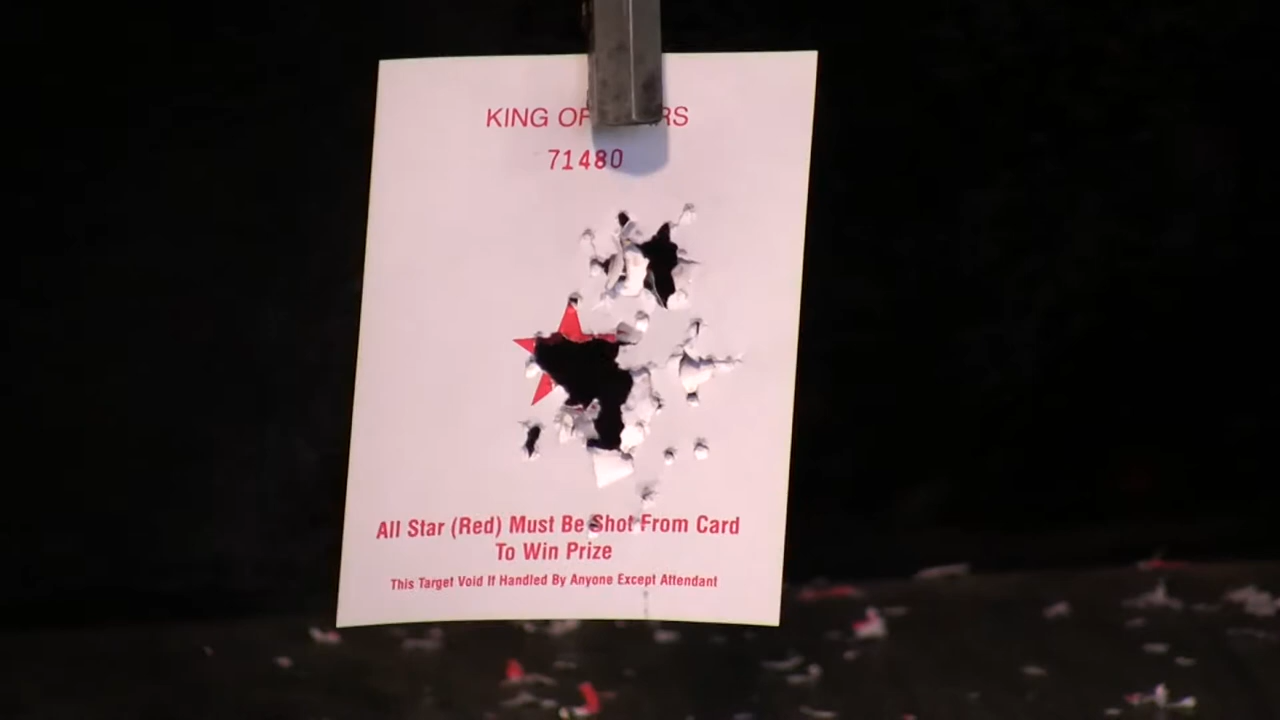 KING OF
71480
All Star (Red) Must Be Shot From Card
To Win Prize
This Target Void If Handled By Anyone Except Attendant